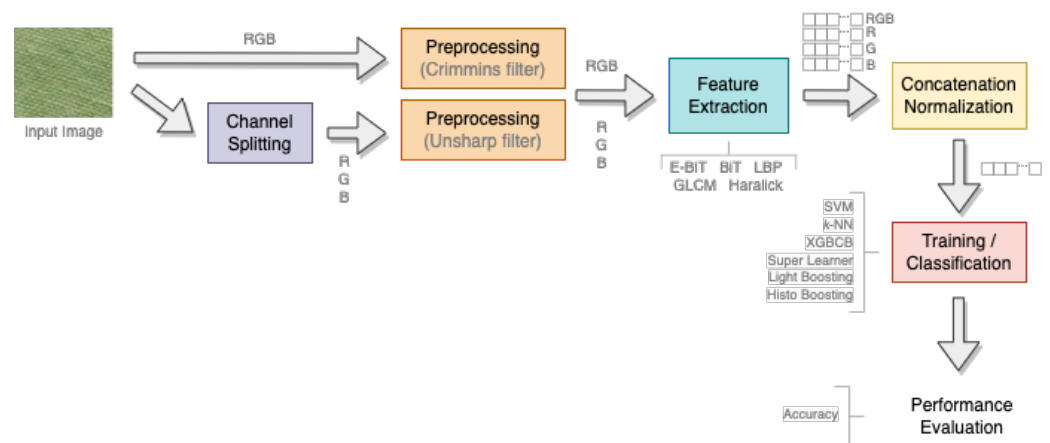 Input Image
RGB
Channel
Splitting
R
G
B
Preprocessing
(Crimmins filter)
Preprocessing
(Unsharp filter)
RGB
R
G
B
Feature
Extraction
E-BiT BiT LBP
GLCM Haralick
RGB
R
G
B
Concatenation
Normalization
SVM
k-NN
XGBCB
Super Learner
Light Boosting
Histo Boosting
Training /
Classification
Accuracy
Performance
Evaluation